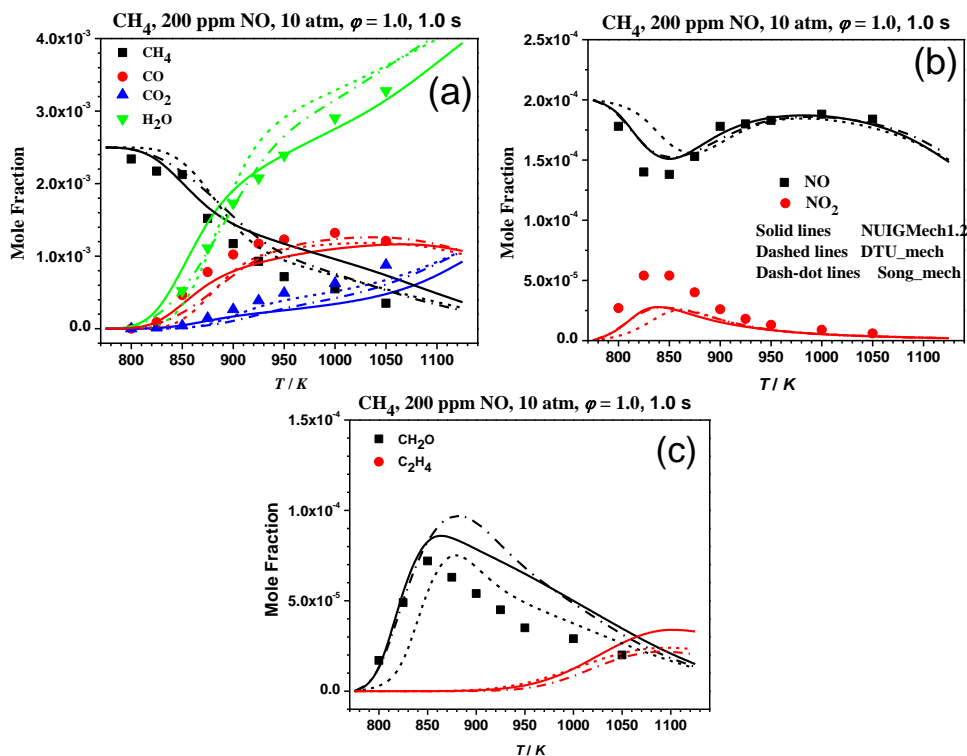 CH₄, 200 ppm NO, 10 atm, φ = 1.0, 1.0 s
4.0x10⁻³
3.0x10⁻³
2.0x10⁻³
1.0x10⁻³
0.0
Mole Fraction
CH₄
CO
CO₂
H₂O
(a)
800 850 900 950 1000 1050 1100
T / K
CH₄, 200 ppm NO, 10 atm, φ = 1.0, 1.0 s
2.5x10⁻⁴
2.0x10⁻⁴
1.5x10⁻⁴
1.0x10⁻⁴
5.0x10⁻⁵
0.0
Mole Fraction
(b)
NO
NO₂
Solid lines NUIGMech1.2
Dashed lines DTU_mech
Dash-dot lines Song_mech
800 850 900 950 1000 1050 1100
T / K
CH₄, 200 ppm NO, 10 atm, φ = 1.0, 1.0 s
1.5x10⁻⁴
1.0x10⁻⁴
5.0x10⁻⁵
0.0
Mole Fraction
CH₂O
C₂H₄
(c)
800 850 900 950 1000 1050 1100
T / K